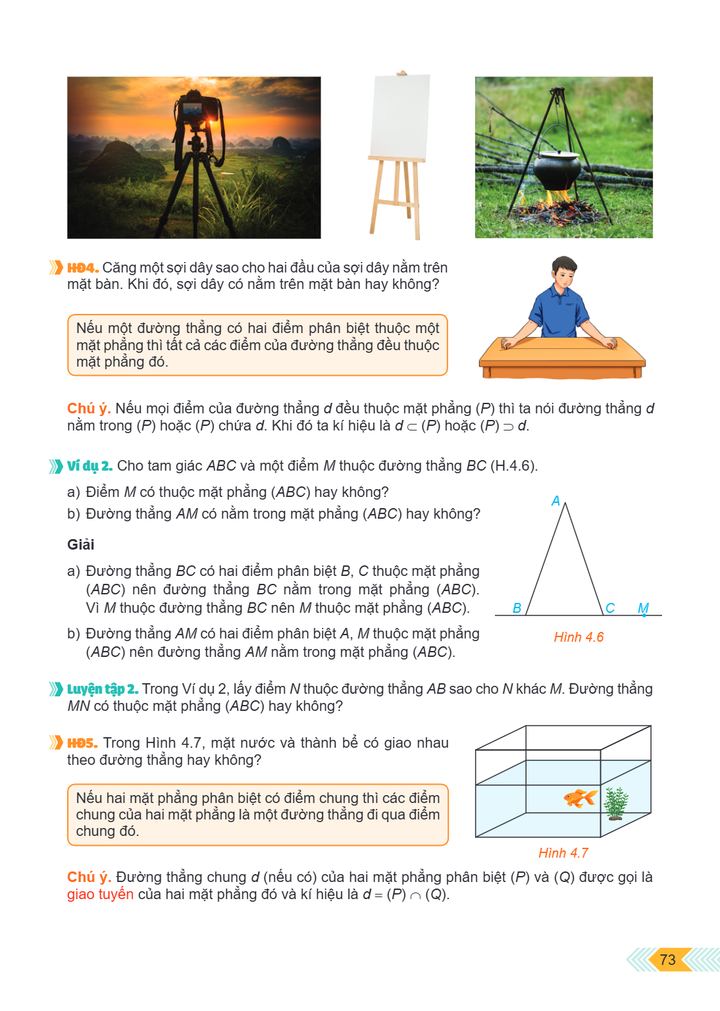 HĐ4. Căng một sợi dây sao cho hai đầu của sợi dây nằm trên
mặt bàn. Khi đó, sợi dây có nằm trên mặt bàn hay không?
Nếu một đường thẳng có hai điểm phân biệt thuộc một
mặt phẳng thì tất cả các điểm của đường thẳng đều thuộc
mặt phẳng đó.
Chú ý. Nếu mọi điểm của đường thẳng d đều thuộc mặt phẳng (P) thì ta nói đường thẳng d
nằm trong (P) hoặc (P) chứa d. Khi đó ta kí hiệu là d ⊂ (P) hoặc (P) ⊃ d.
Ví dụ 2. Cho tam giác ABC và một điểm M thuộc đường thẳng BC (H.4.6).
a) Điểm M có thuộc mặt phẳng (ABC) hay không?
b) Đường thẳng AM có nằm trong mặt phẳng (ABC) hay không?
Giải
a) Đường thẳng BC có hai điểm phân biệt B, C thuộc mặt phẳng
(ABC) nên đường thẳng BC nằm trong mặt phẳng (ABC).
Vì M thuộc đường thẳng BC nên M thuộc mặt phẳng (ABC).
b) Đường thẳng AM có hai điểm phân biệt A, M thuộc mặt phẳng
(ABC) nên đường thẳng AM nằm trong mặt phẳng (ABC).
A
B
C
M
Hình 4.6
Luyện tập 2. Trong Ví dụ 2, lấy điểm N thuộc đường thẳng AB sao cho N khác M. Đường thẳng
MN có thuộc mặt phẳng (ABC) hay không?
HĐ5. Trong Hình 4.7, mặt nước và thành bể có giao nhau
theo đường thẳng hay không?
Nếu hai mặt phẳng phân biệt có điểm chung thì các điểm
chung của hai mặt phẳng là một đường thẳng đi qua điểm
chung đó.
Hình 4.7
Chú ý. Đường thẳng chung d (nếu có) của hai mặt phẳng phân biệt (P) và (Q) được gọi là
giao tuyến của hai mặt phẳng đó và kí hiệu là d = (P) ∩ (Q).
73